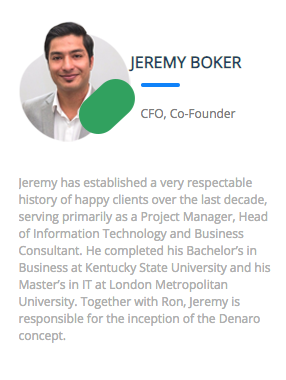 JEREMY BOKER
CFO, Co-Founder
Jeremy has established a very respectable
history of happy clients over the last decade,
serving primarily as a Project Manager, Head
of Information Technology and Business
Consultant. He completed his Bachelor's in
Business at Kentucky State University and his
Master's in IT at London Metropolitan
University. Together with Ron, Jeremy is
responsible for the inception of the Denaro
concept.